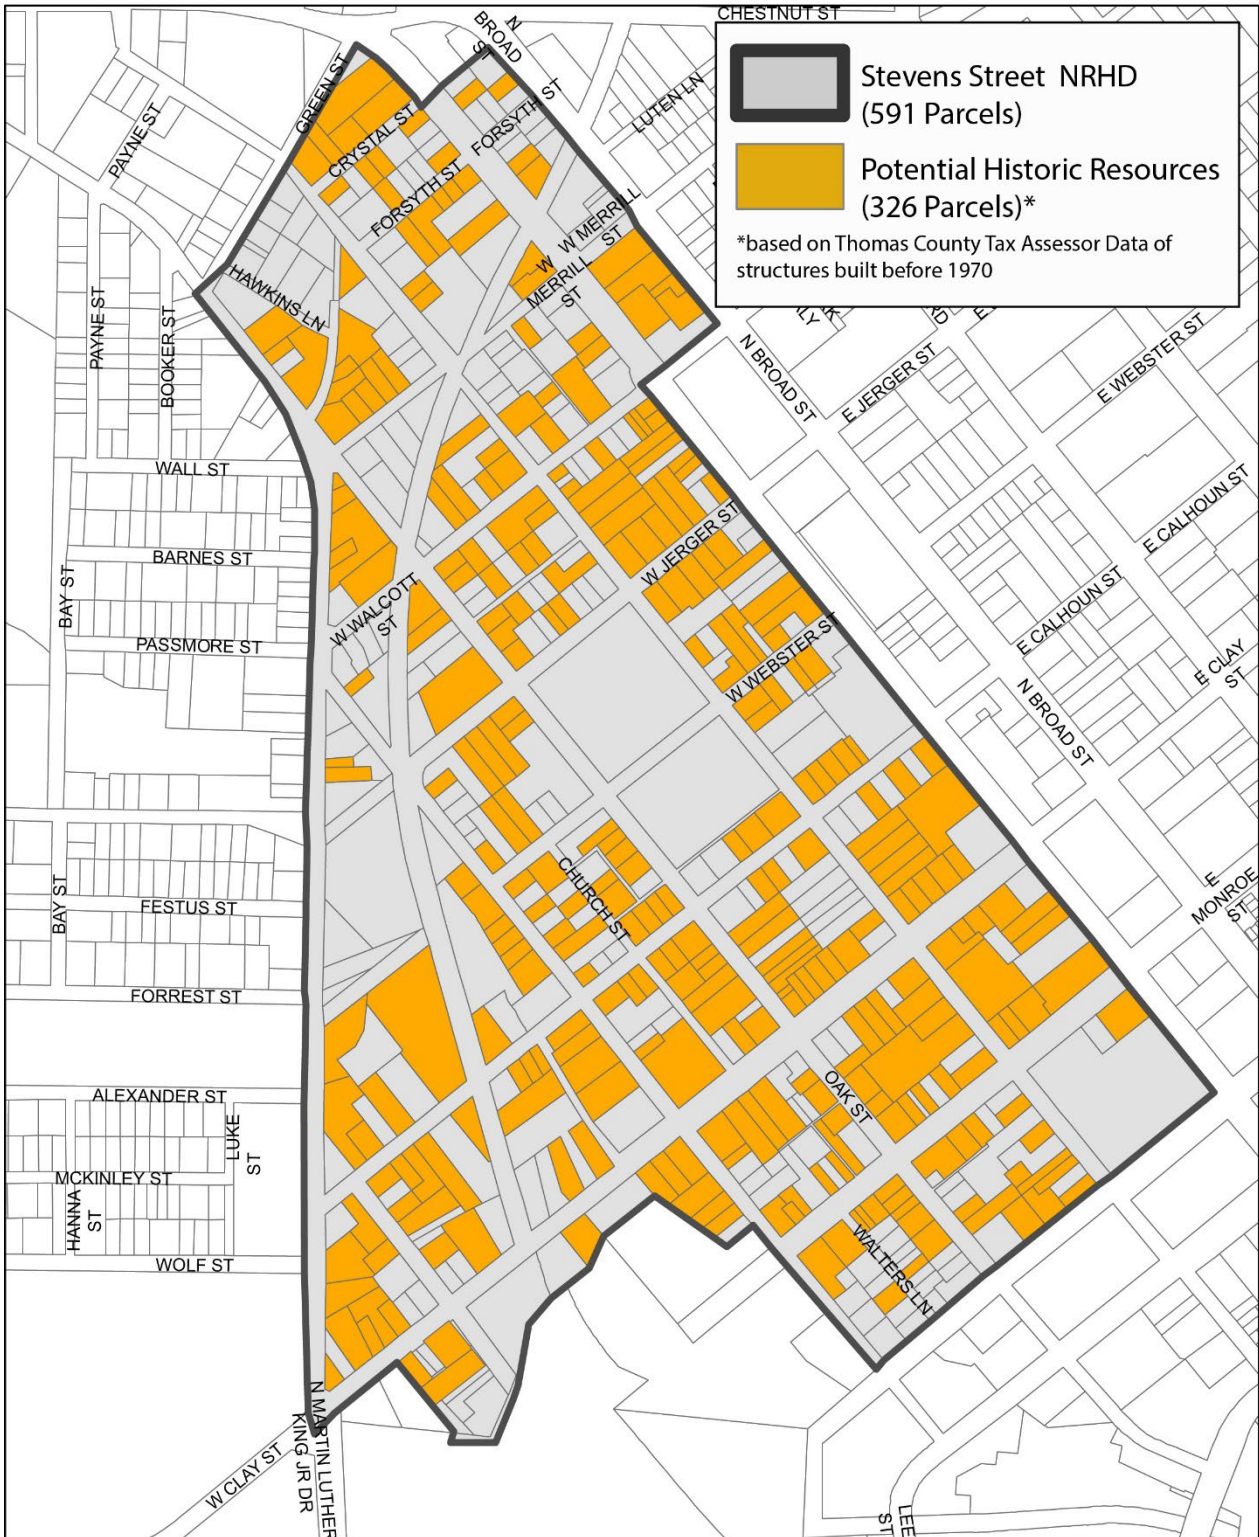 CHESTNUT ST
N
BROAD
ST
Stevens Street  NRHD
(591 Parcels)
Potential Historic Resources
(326 Parcels)*
*based on Thomas County Tax Assessor Data of
structures built before 1970
GREEN ST
PAYNE ST
LUTEN LN
FORSYTH ST
CRYSTAL ST
FORSYTH ST
W MERRILL
ST
W
MERRILL
ST
HAWKINS LN
PAYNE ST
BOOKER ST
N BROAD ST
E JERGER ST
E WEBSTER ST
WALL ST
E CALHOUN ST
W JERGER ST
BARNES ST
BAY ST
W WALCOTT
ST
E CALHOUN ST
PASSMORE ST
W WEBSTER ST
E CLAY
ST
N BROAD ST
CHURCH ST
E
MONROE
ST
BAY ST
FESTUS ST
FORREST ST
ALEXANDER ST
LUKE
ST
OAK ST
MCKINLEY ST
HANNA
ST
WALTERS LN
WOLF ST
N MARTIN LUTHER
KING JR DR
W CLAY ST
LEE
ST